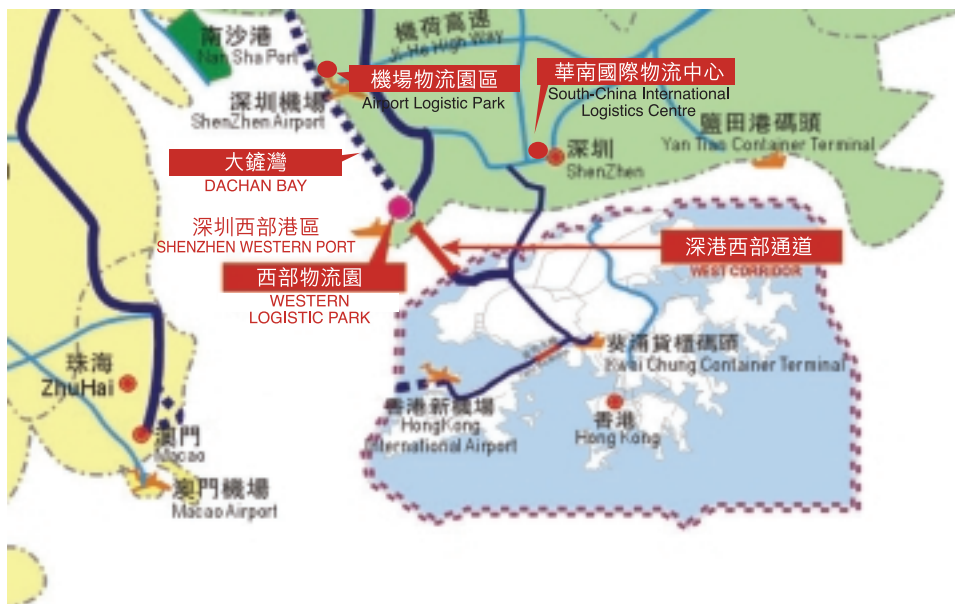 機荷高速
Ji He High Way
南沙港
Nan Sha Port
機場物流園區
Airport Logistic Park
華南國際物流中心
South-China International
Logistics Centre
深圳機場
ShenZhen Airport
鹽田港碼頭
Yan Tian Container Terminal
深圳
ShenZhen
大鏟灣
DACHAN BAY
深圳西部港區
SHENZHEN WESTERN PORT
深港西部通道
WEST CORRIDOR
西部物流園
WESTERN
LOGISTIC PARK
葵涌貨櫃碼頭
Kwai Chung Container Terminal
珠海
ZhuHai
香港新機場
HongKong
International Airport
香港
Hong Kong
澳門
Macao
澳門機場
Macao Airport